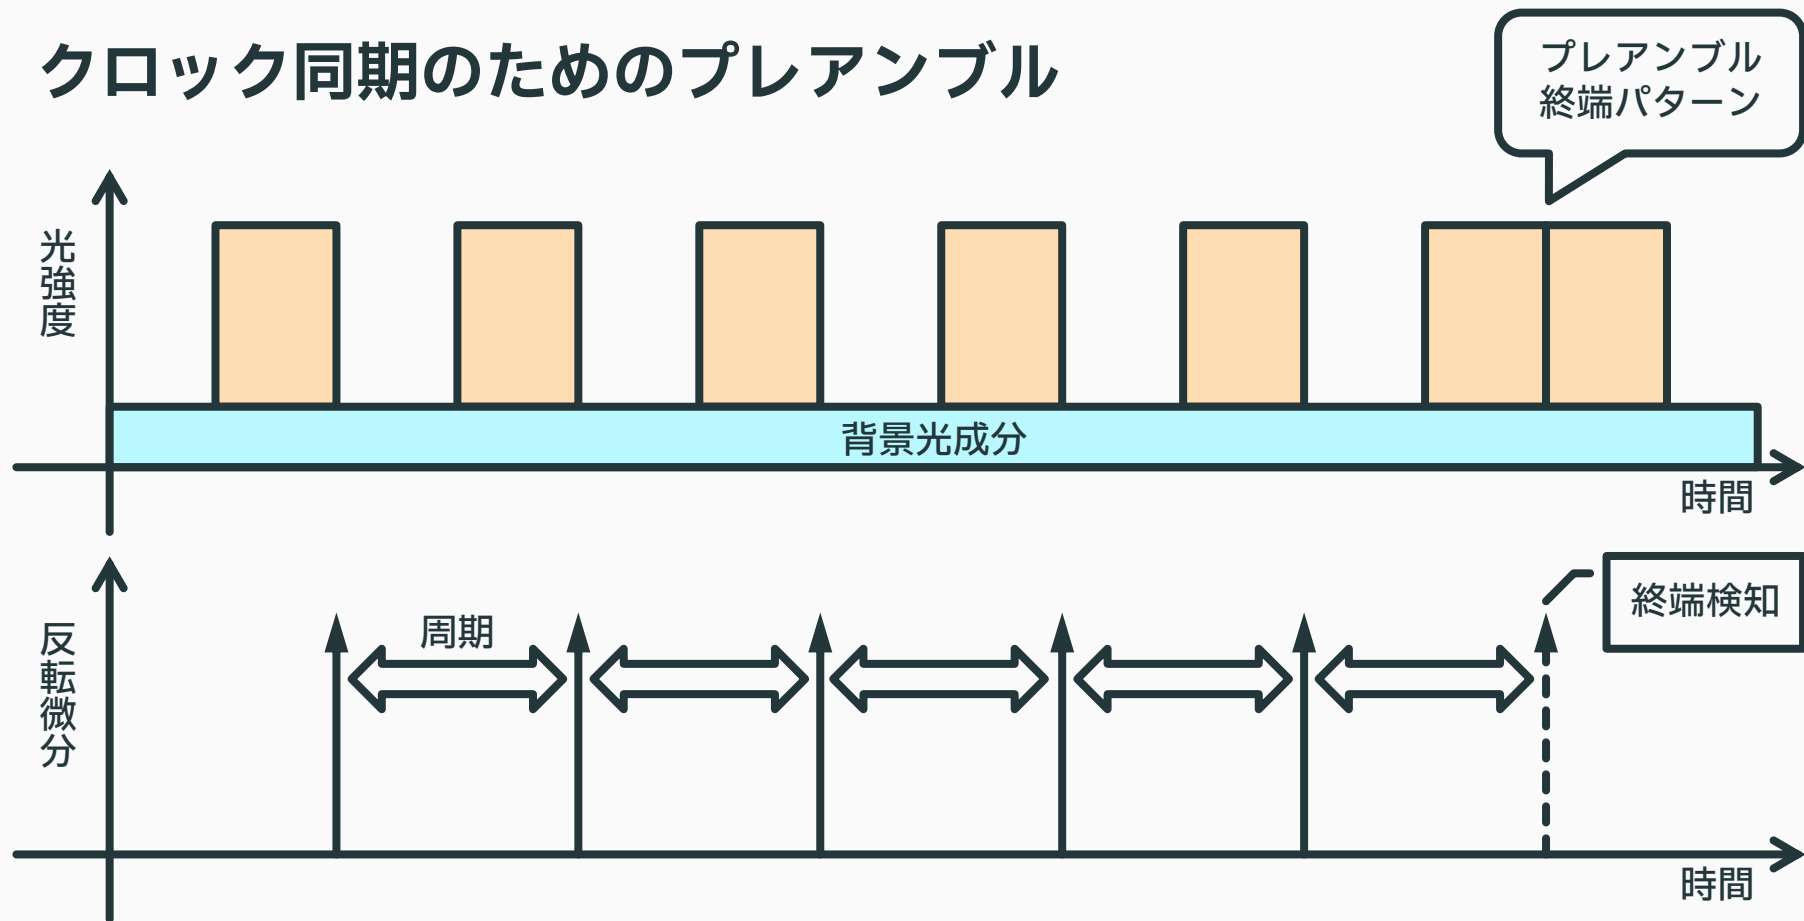 クロック同期のためのプレアンブル
プレアンブル
終端パターン
光強度
背景光成分
時間
反転微分
周期
終端検知
時間